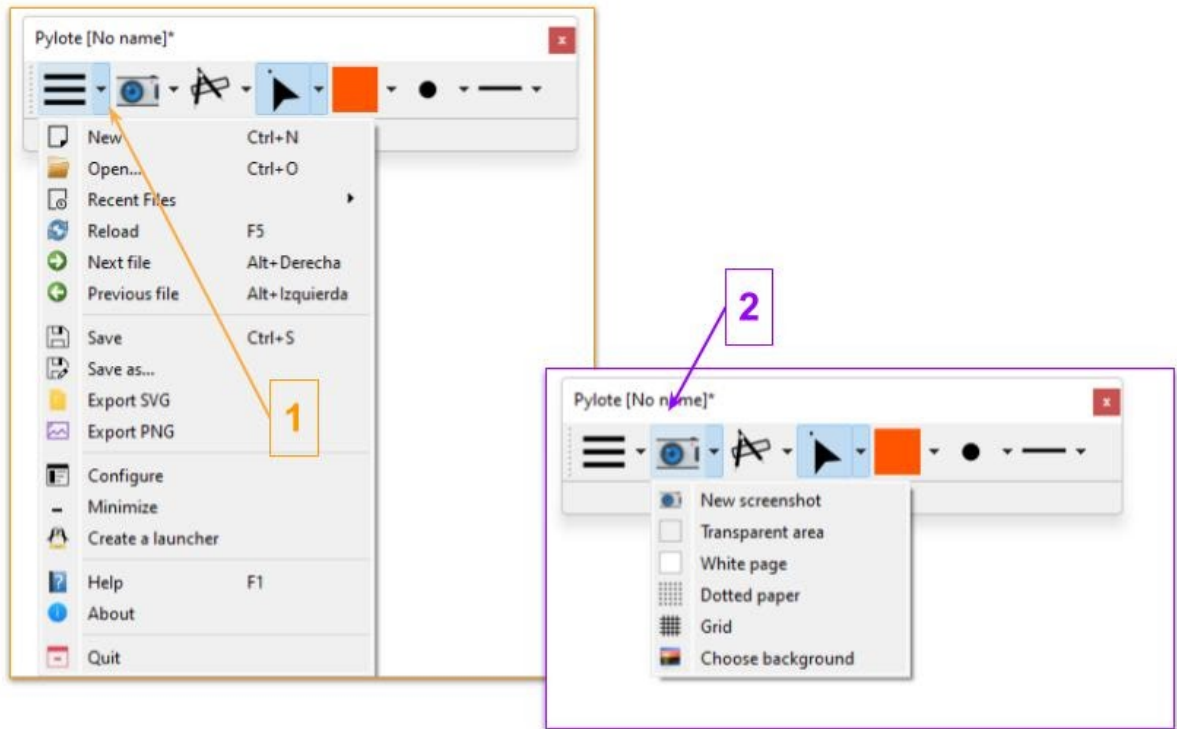 Pylote [No name]*
x
New Ctrl+N
Open... Ctrl+O
Recent Files
Reload F5
Next file Alt+Derecha
Previous file Alt+Izquierda
Save Ctrl+S
Save as...
Export SVG
Export PNG
Configure
Minimize
Create a launcher
Help F1
About
Quit
1
2
Pylote [No n me]*
x
New screenshot
Transparent area
White page
Dotted paper
Grid
Choose background